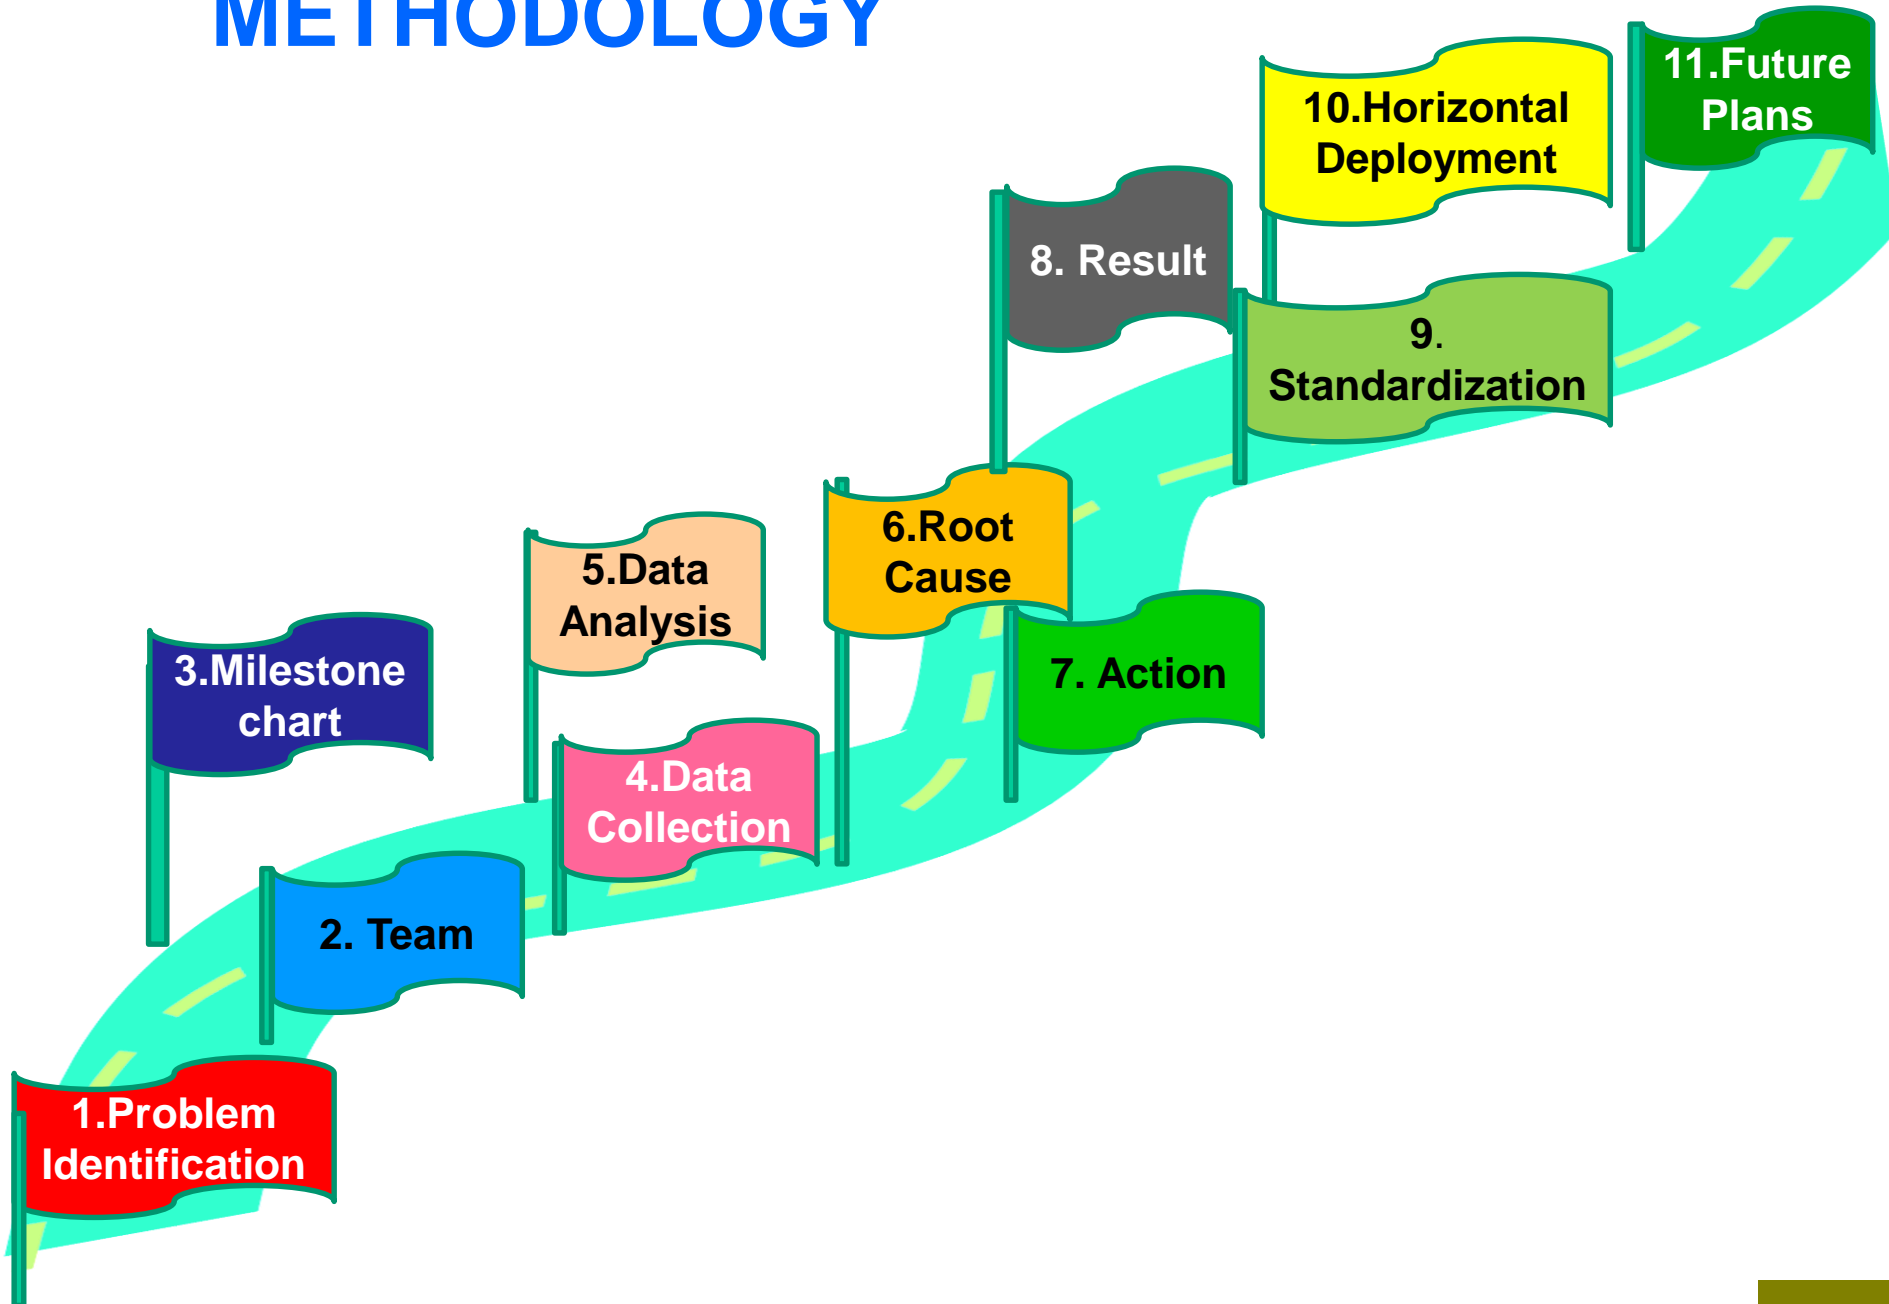 METHODOLOGY
1.Problem
Identification
2. Team
3.Milestone
chart
4.Data
Collection
5.Data
Analysis
6.Root
Cause
7. Action
8. Result
9.
Standardization
10.Horizontal
Deployment
11.Future
Plans